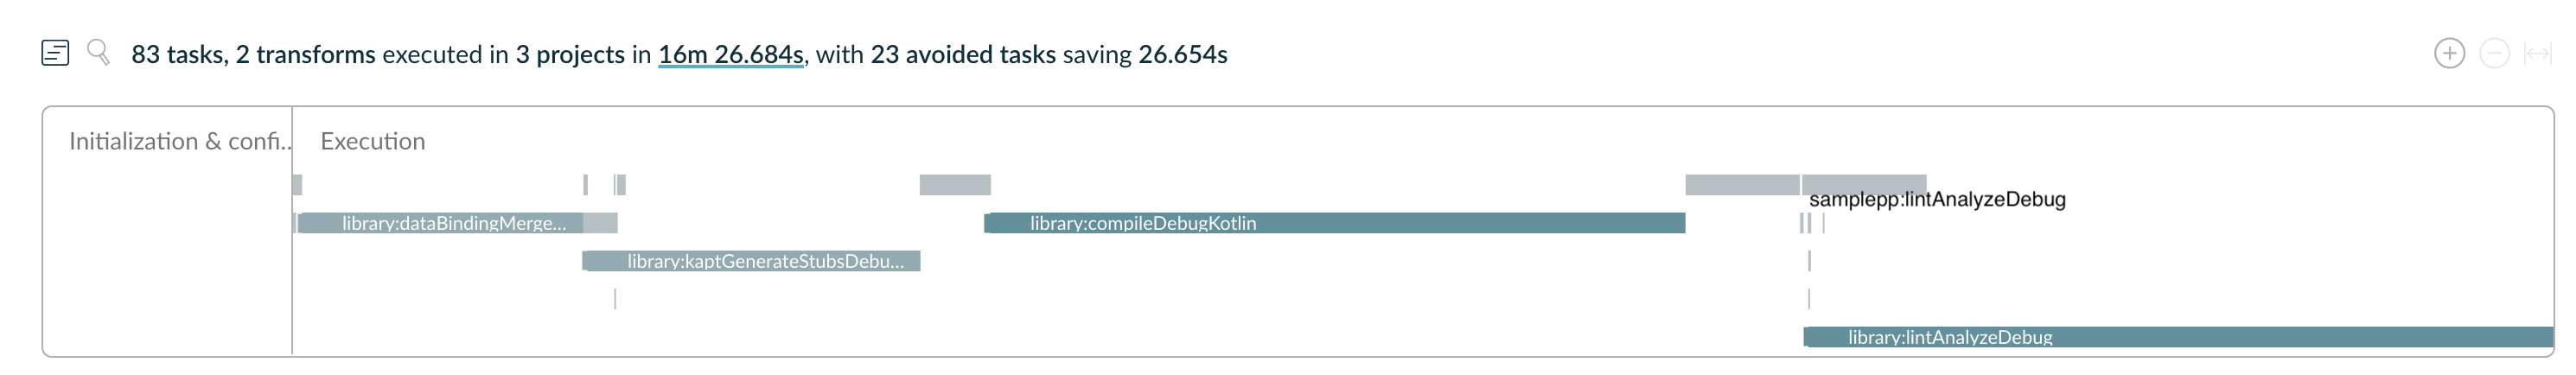 83 tasks, 2 transforms executed in 3 projects in 16m 26.684s, with 23 avoided tasks saving 26.654s
Initialization & confi..
Execution
samplepp:lintAnalyzeDebug
library:dataBindingMerge...
library:compileDebugKotlin
library:kaptGenerateStubsDebu...
library:lintAnalyzeDebug